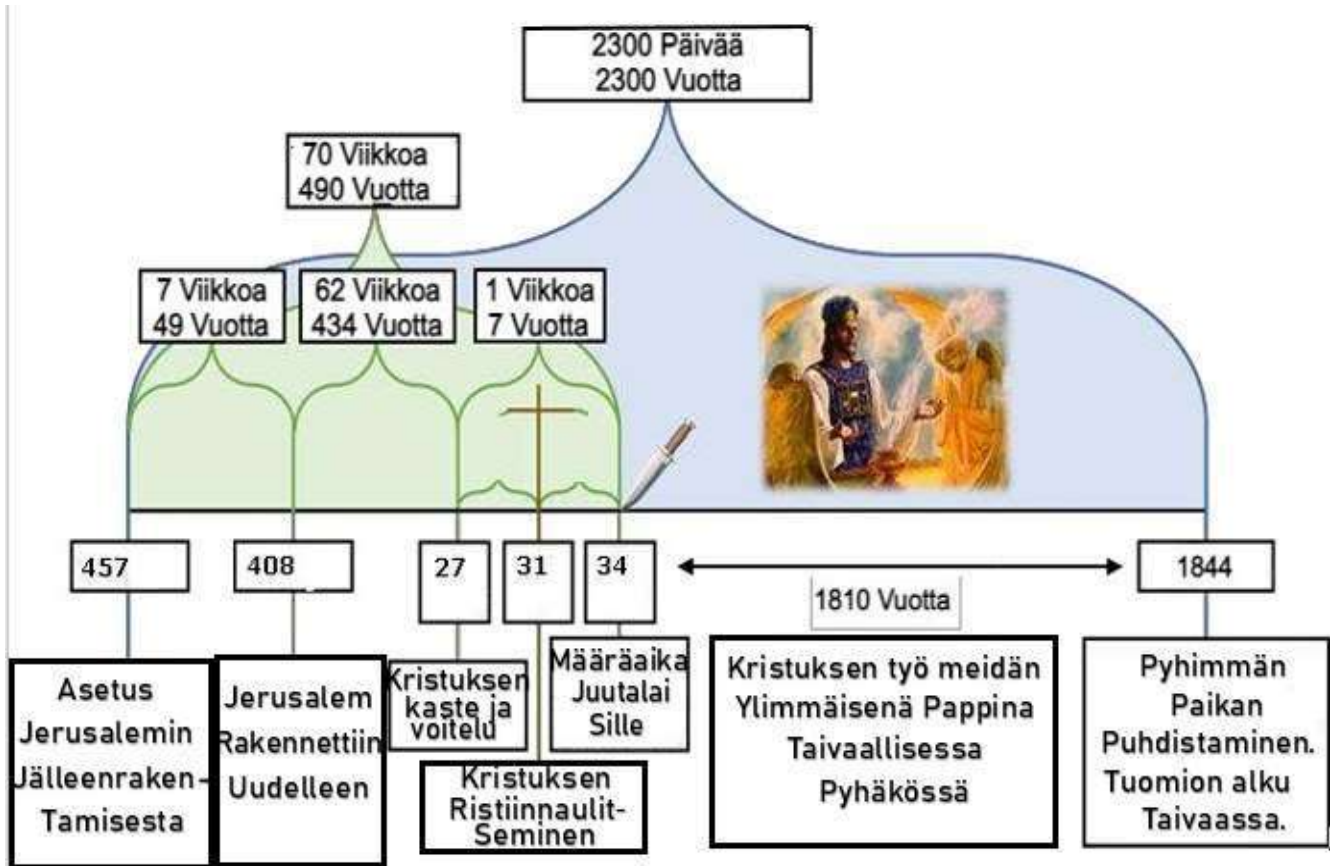 2300 Päivää
2300 Vuotta
70 Viikkoa
490 Vuotta
7 Viikkoa
49 Vuotta
62 Viikkoa
434 Vuotta
1 Viikkoa
7 Vuotta
457
408
27
31
34
1844
1810 Vuotta
Asetus
Jerusalemin
Jälleenraken-
Tamisesta
Jerusalem
Rakennettiin
Uudelleen
Kristuksen
kaste ja
voitelu
Kristuksen
Ristiinnaulit-
Seminen
Määräaika
Juutalai
Sille
Kristuksen työ meidän
Ylimmäisenä Pappina
Taivaallisessa
Pyhäkössä
Pyhimmän
Paikan
Puhdistaminen.
Tuomion alku
Taivaassa.